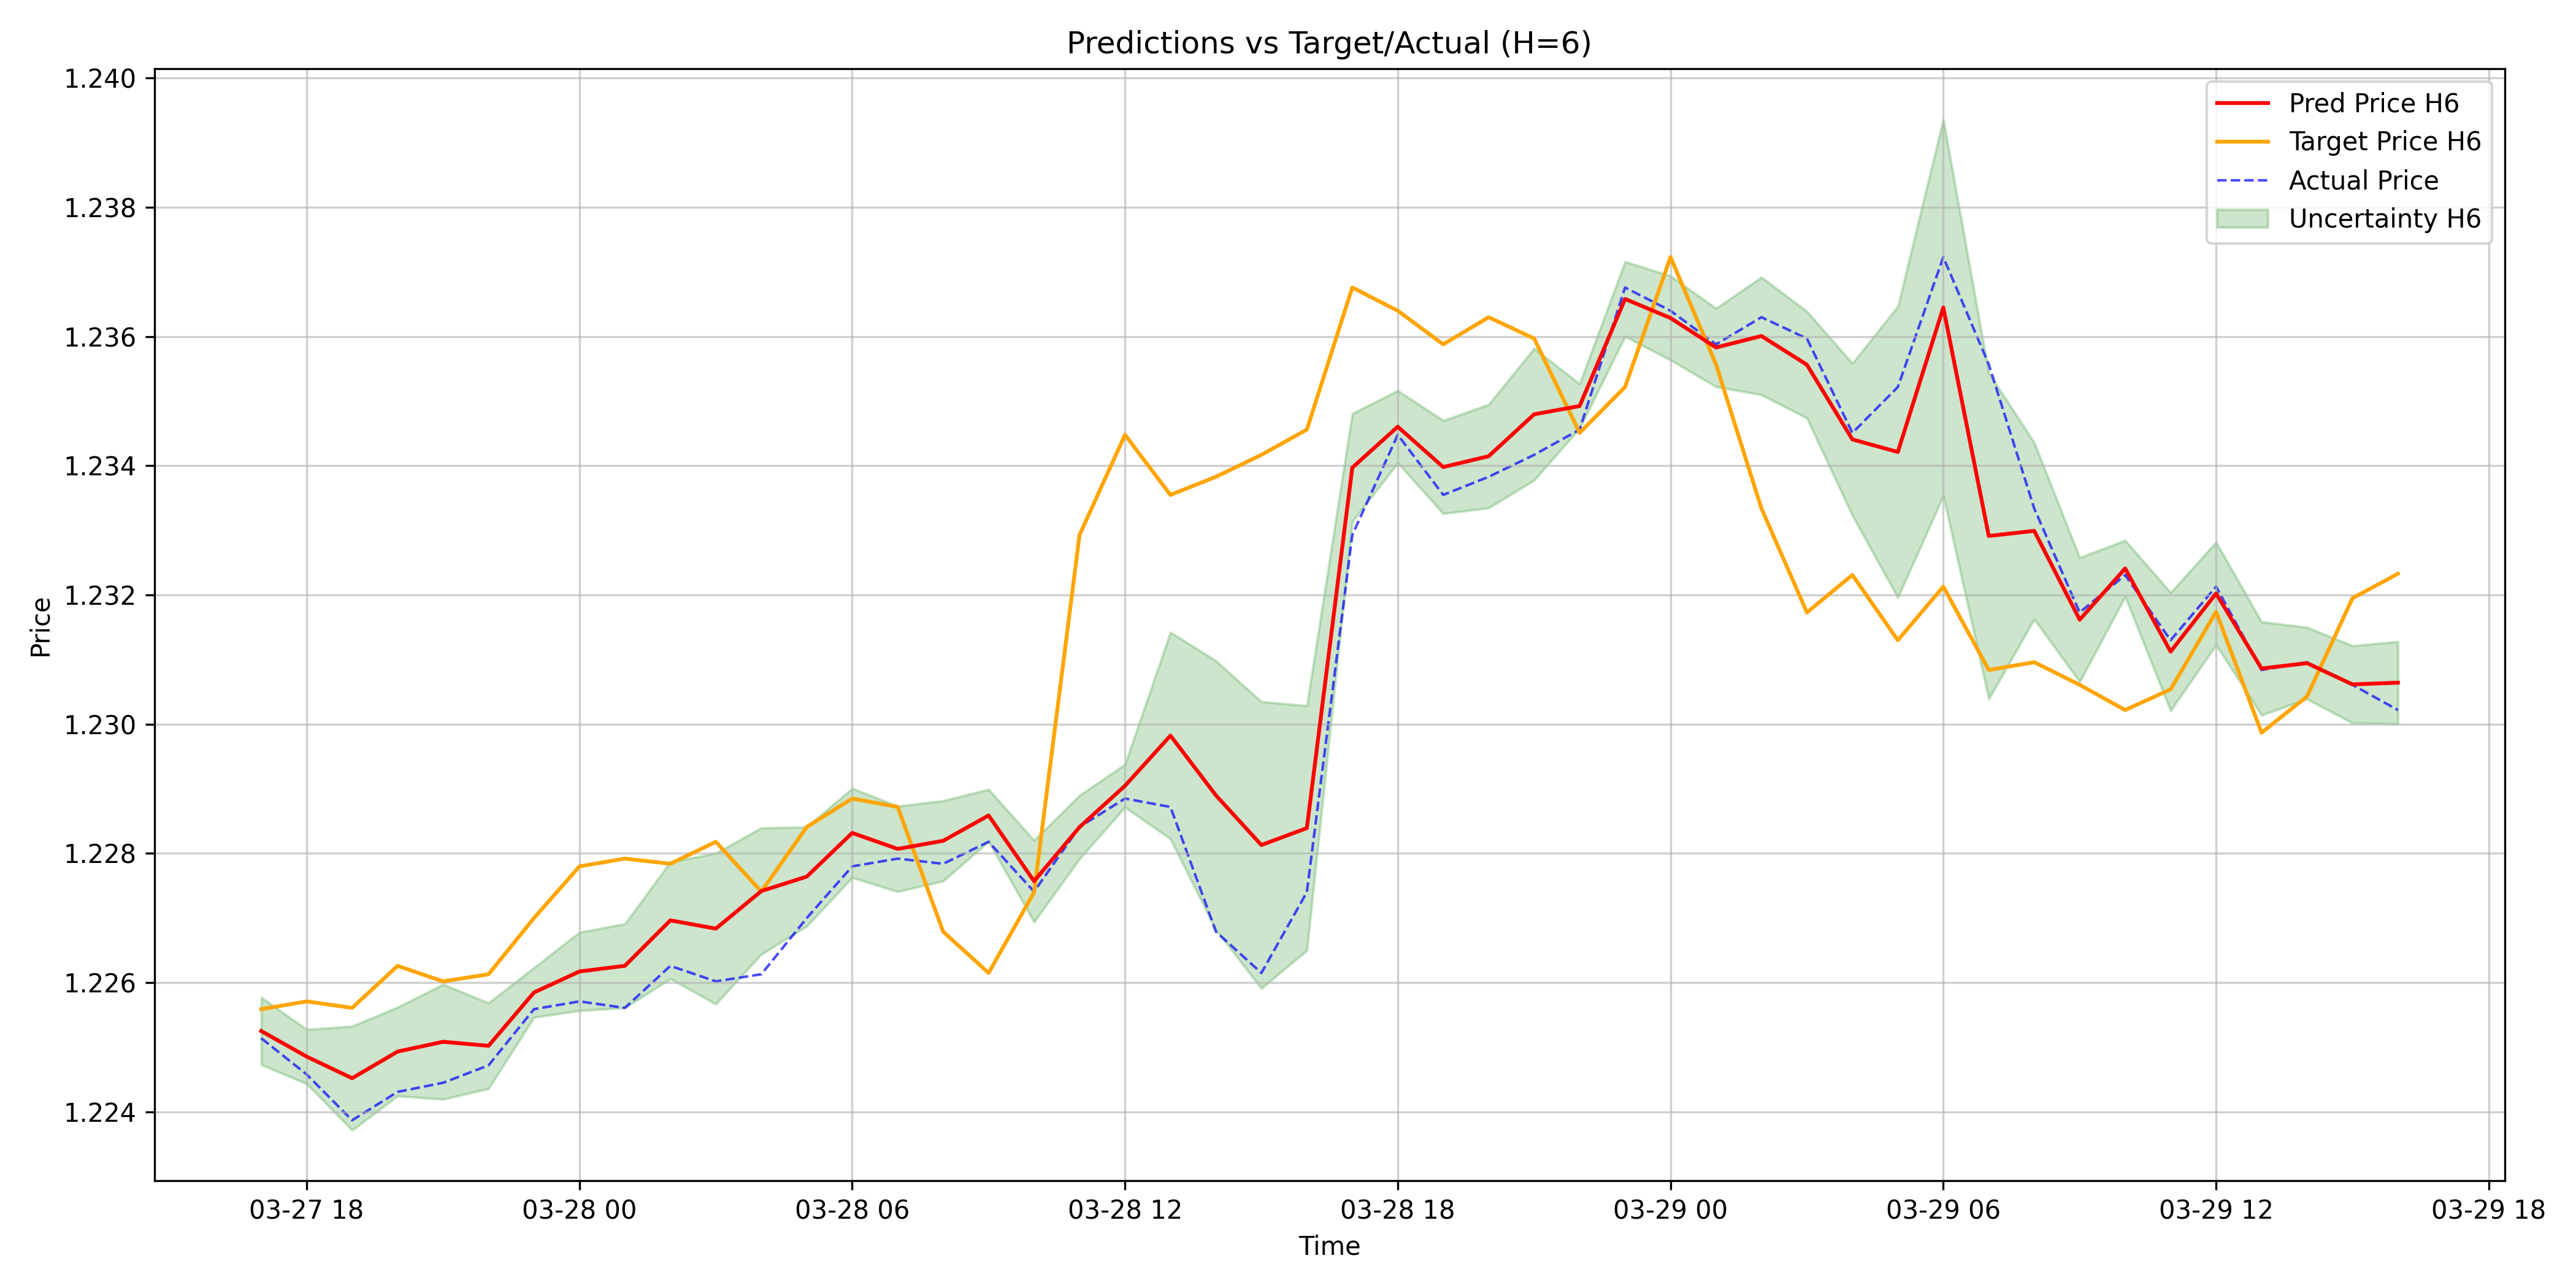 Predictions vs Target/Actual (H=6)
1.240
1.238
1.236
1.234
1.232
1.230
1.228
1.226
1.224
Price
Pred Price H6
Target Price H6
Actual Price
Uncertainty H6
03-27 18
03-28 00
03-28 06
03-28 12
03-28 18
03-29 00
03-29 06
03-29 12
03-29 18
Time